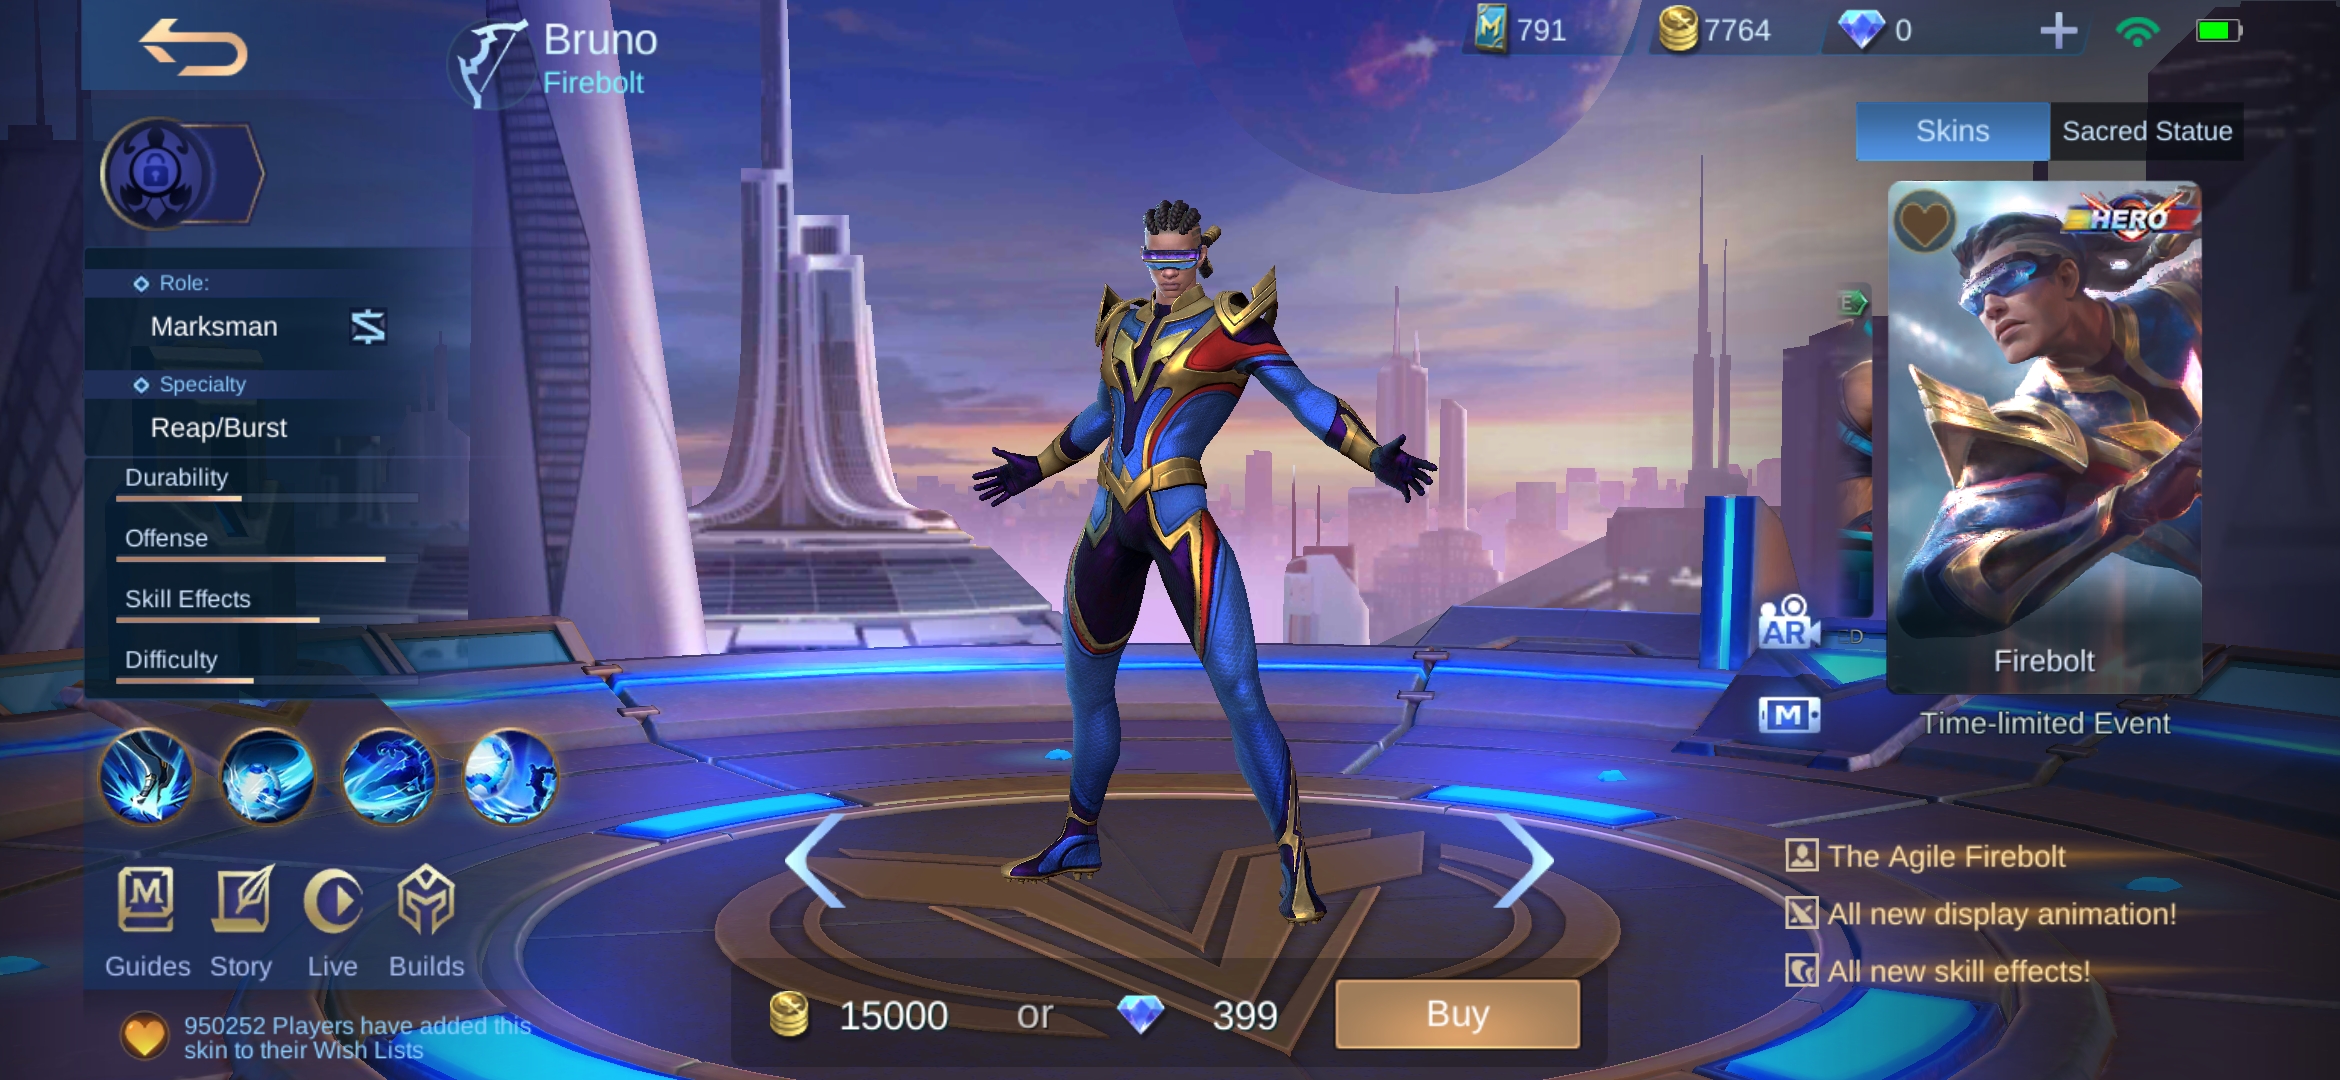 Bruno
Firebolt
791
7764
0
Skins
Sacred Statue
Role:
Marksman
Specialty
Reap/Burst
Durability
Offense
Skill Effects
Difficulty
HERO
E
Firebolt
AR
M
Time-limited Event
The Agile Firebolt
All new display animation!
All new skill effects!
M
Guides
Story
Live
Builds
950252 Players have added this
skin to their Wish Lists
15000 or 399
Buy